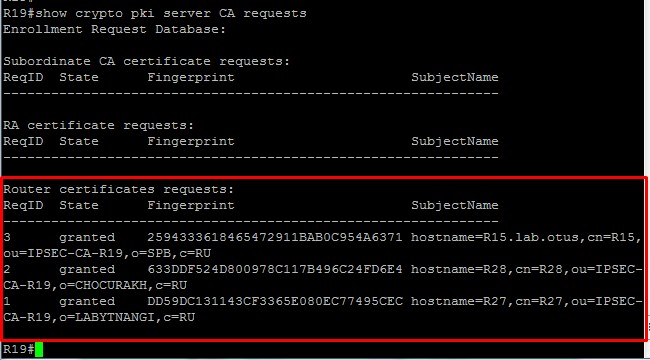 R19#show crypto pki server CA requests
Enrollment Request Database:
Subordinate CA certificate requests:
ReqID  State      Fingerprint                      SubjectName
--------------------------------------------------------------
RA certificate requests:
ReqID  State      Fingerprint                      SubjectName
--------------------------------------------------------------
Router certificates requests:
ReqID  State      Fingerprint                      SubjectName
--------------------------------------------------------------
3      granted    2594333618465472911BAB0C954A6371 hostname=R15.lab.otus,cn=R15,
ou=IPSEC-CA-R19,o=SPB,c=RU
2      granted    633DDF524D800978C117B496C24FD6E4 hostname=R28,cn=R28,ou=IPSEC-
CA-R19,o=CHOCURAKH,c=RU
1      granted    DD59DC131143CF3365E080EC77495CEC hostname=R27,cn=R27,ou=IPSEC-
CA-R19,o=LABYTNANGI,c=RU
R19#